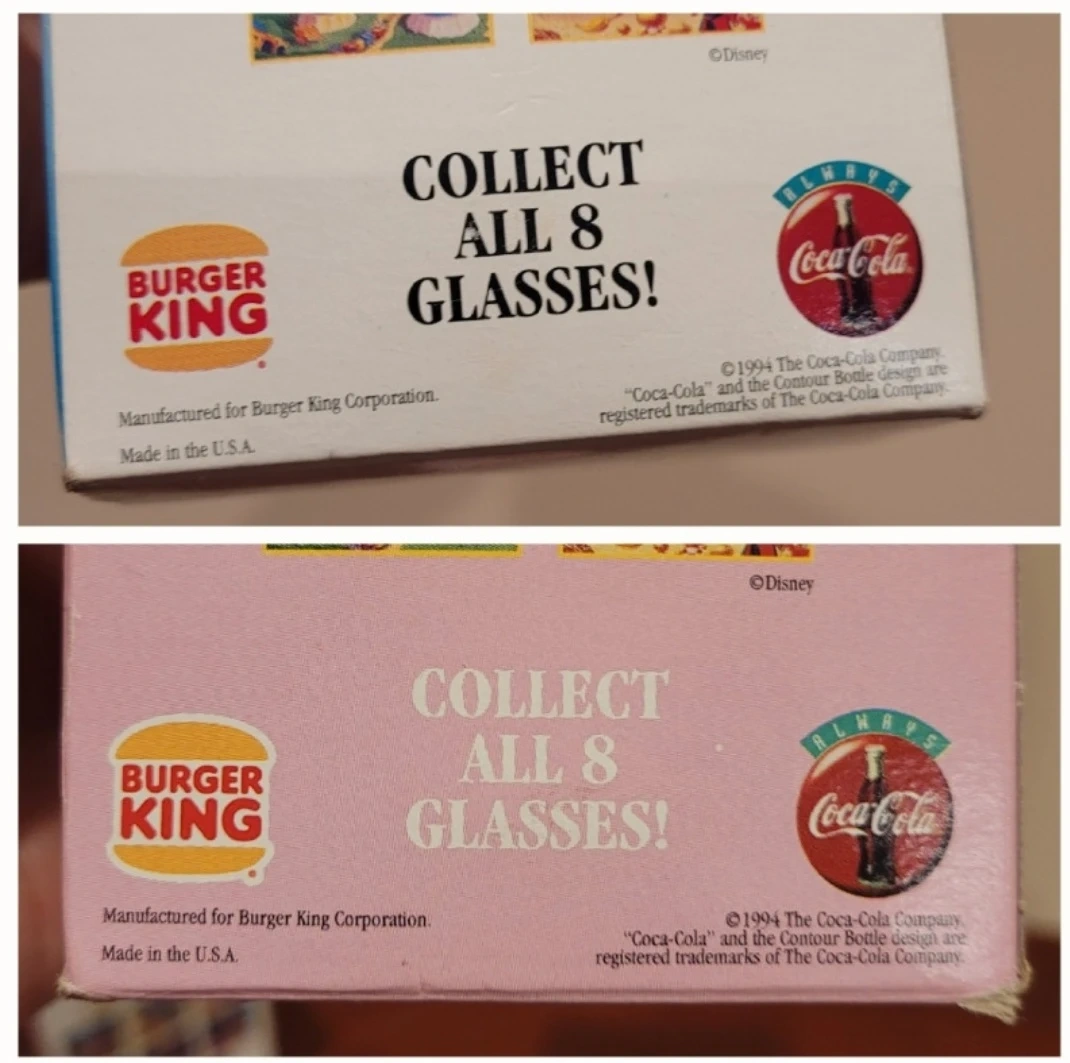 ©Disney
COLLECT
ALL 8
GLASSES!
BURGER
KING
ALWAYS
Coca-Cola
Manufactured for Burger King Corporation.
Made in the U.S.A.
©1994 The Coca-Cola Company.
"Coca-Cola" and the Contour Bottle design are
registered trademarks of The Coca-Cola Company.
©Disney
COLLECT
ALL 8
GLASSES!
BURGER
KING
ALWAYS
Coca-Cola
Manufactured for Burger King Corporation.
Made in the U.S.A.
©1994 The Coca-Cola Company.
"Coca-Cola" and the Contour Bottle design are
registered trademarks of The Coca-Cola Company.